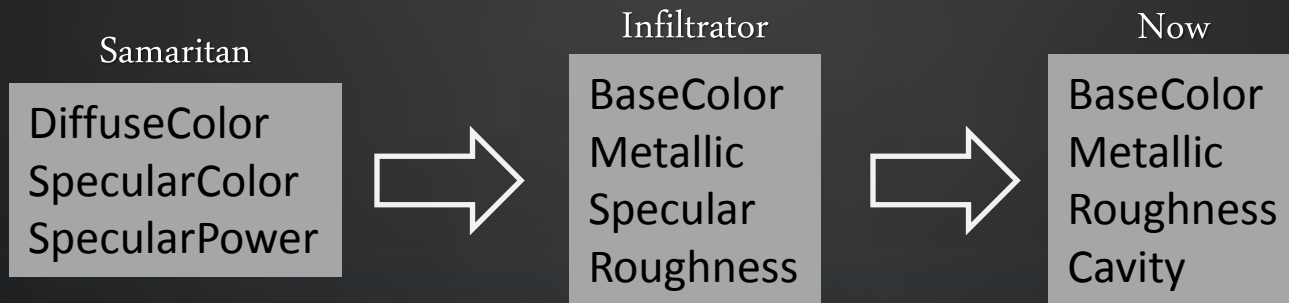 Samaritan
DiffuseColor
SpecularColor
SpecularPower
Infiltrator
BaseColor
Metallic
Specular
Roughness
Now
BaseColor
Metallic
Roughness
Cavity